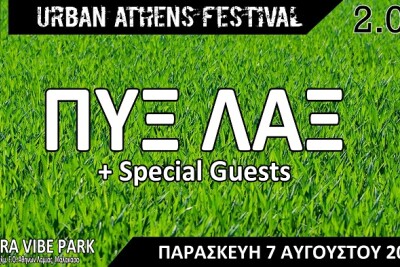 URBAN ATHENS FESTIVAL 2.0
ΠΥΞ ΛΑΞ
+ Special Guests
RA VIBE PARK
ΠΑΡΑΣΚΕΥΗ 7 ΑΥΓΟΥΣΤΟΥ 20